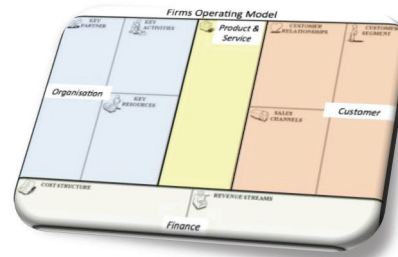 Firms Operating Model
KEY
PARTNER
KEY
ACTIVITIES
Product &
Service
CUSTOMER
RELATIONSHIPS
CUSTOMER
SEGMENT
Organisation
KEY
RESOURCES
SALES
CHANNELS
Customer
COST STRUCTURE
REVENUE STREAMS
Finance